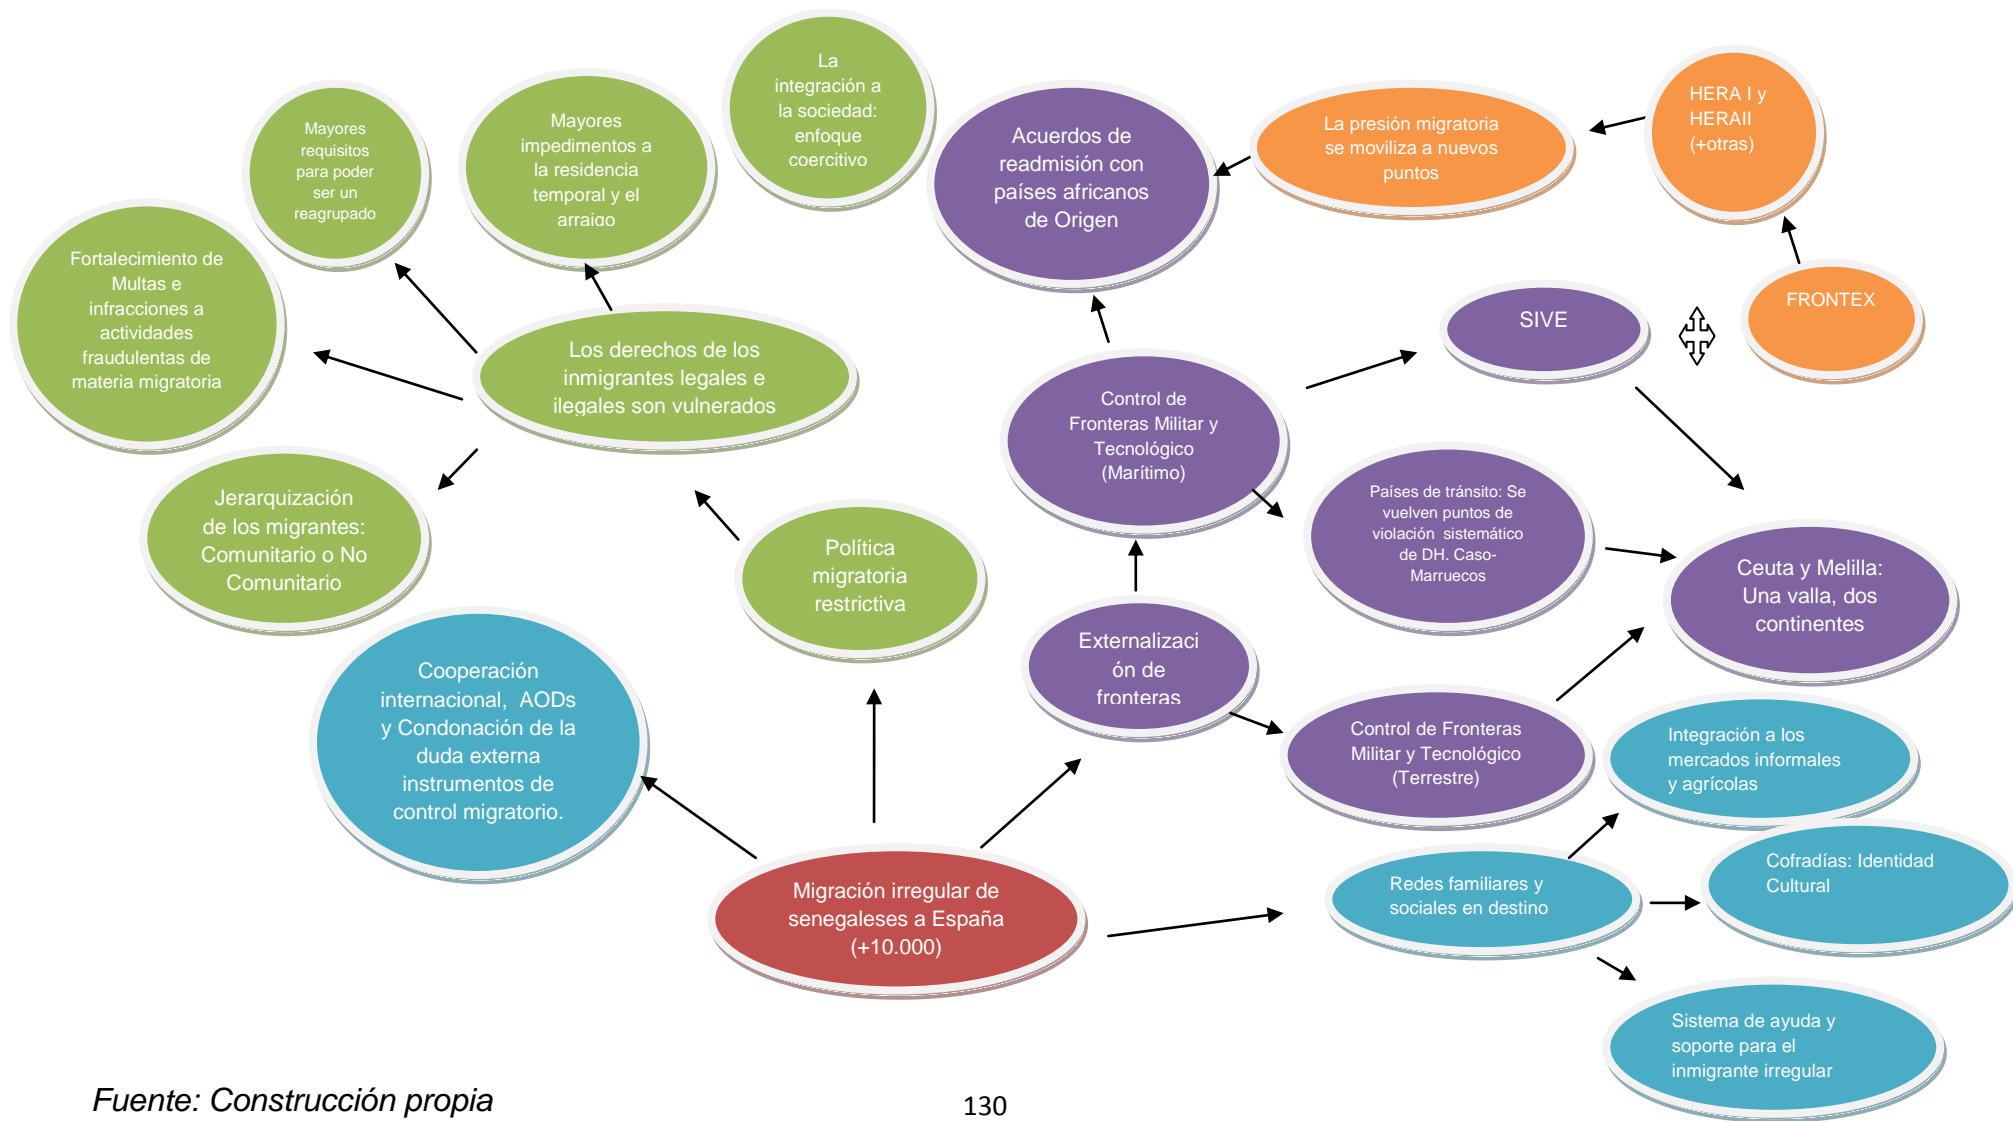 La
integración a
la sociedad:
enfoque
coercitivo
Mayores
requisitos
para poder
ser un
reagrupado
Mayores
impedimentos a
la residencia
temporal y el
arraigo
Acuerdos de
readmisión con
países africanos
de Origen
La presión migratoria
se moviliza a nuevos
puntos
HERA I y
HERAII
(+otras)
Fortalecimiento de
Multas e
infracciones a
actividades
fraudulentas de
materia migratoria
Los derechos de los
inmigrantes legales e
ilegales son vulnerados
SIVE
FRONTEX
Control de
Fronteras Militar y
Tecnológico
(Marítimo)
Jerarquización
de los migrantes:
Comunitario o No
Comunitario
Política
migratoria
restrictiva
Países de tránsito: Se
vuelven puntos de
violación sistemático
de DH. Caso-
Marruecos
Ceuta y Melilla:
Una valla, dos
continentes
Cooperación
internacional, AODs
y Condonación de la
duda externa
instrumentos de
control migratorio.
Externalizaci
ón de
fronteras
Control de Fronteras
Militar y Tecnológico
(Terrestre)
Integración a los
mercados informales
y agrícolas
Migración irregular de
senegaleses a España
(+10.000)
Redes familiares y
sociales en destino
Cofradías: Identidad
Cultural
Sistema de ayuda y
soporte para el
inmigrante irregular
Fuente: Construcción propia
130